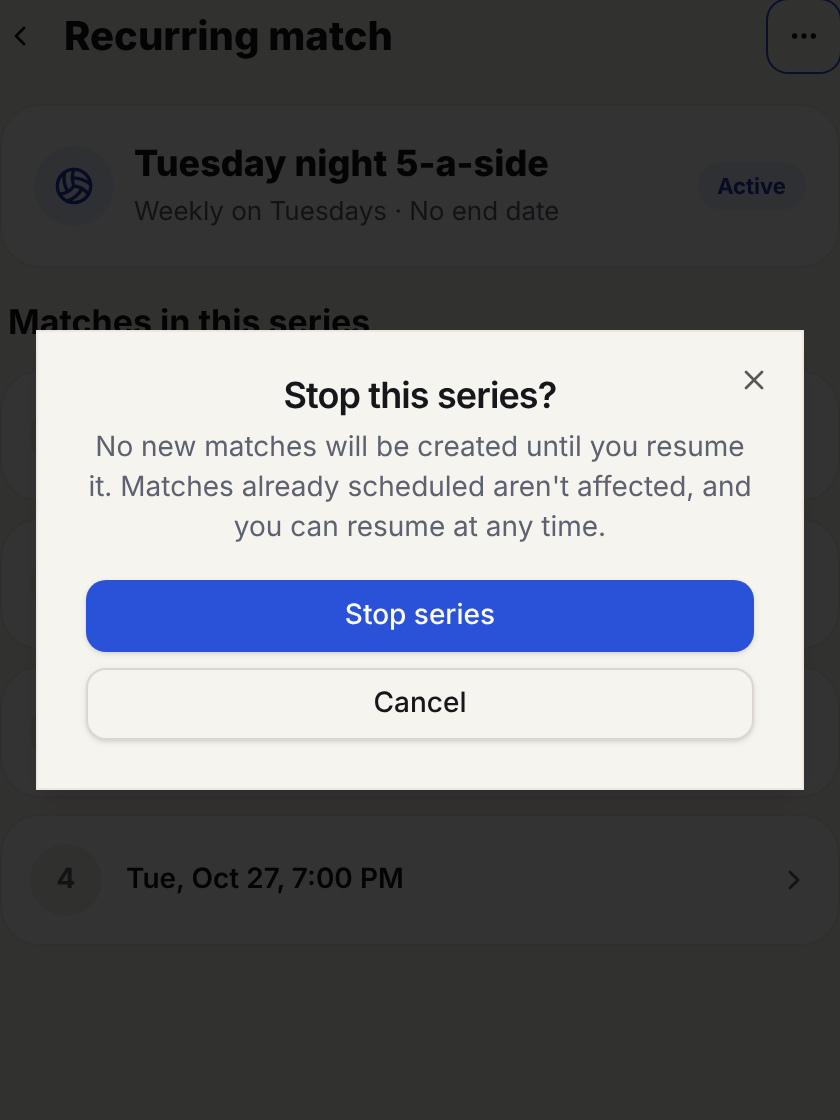 Recurring match
Tuesday night 5-a-side
Weekly on Tuesdays · No end date
Active
Matches in this series
Stop this series?
No new matches will be created until you resume
it. Matches already scheduled aren't affected, and
you can resume at any time.
Stop series
Cancel
4
Tue, Oct 27, 7:00 PM